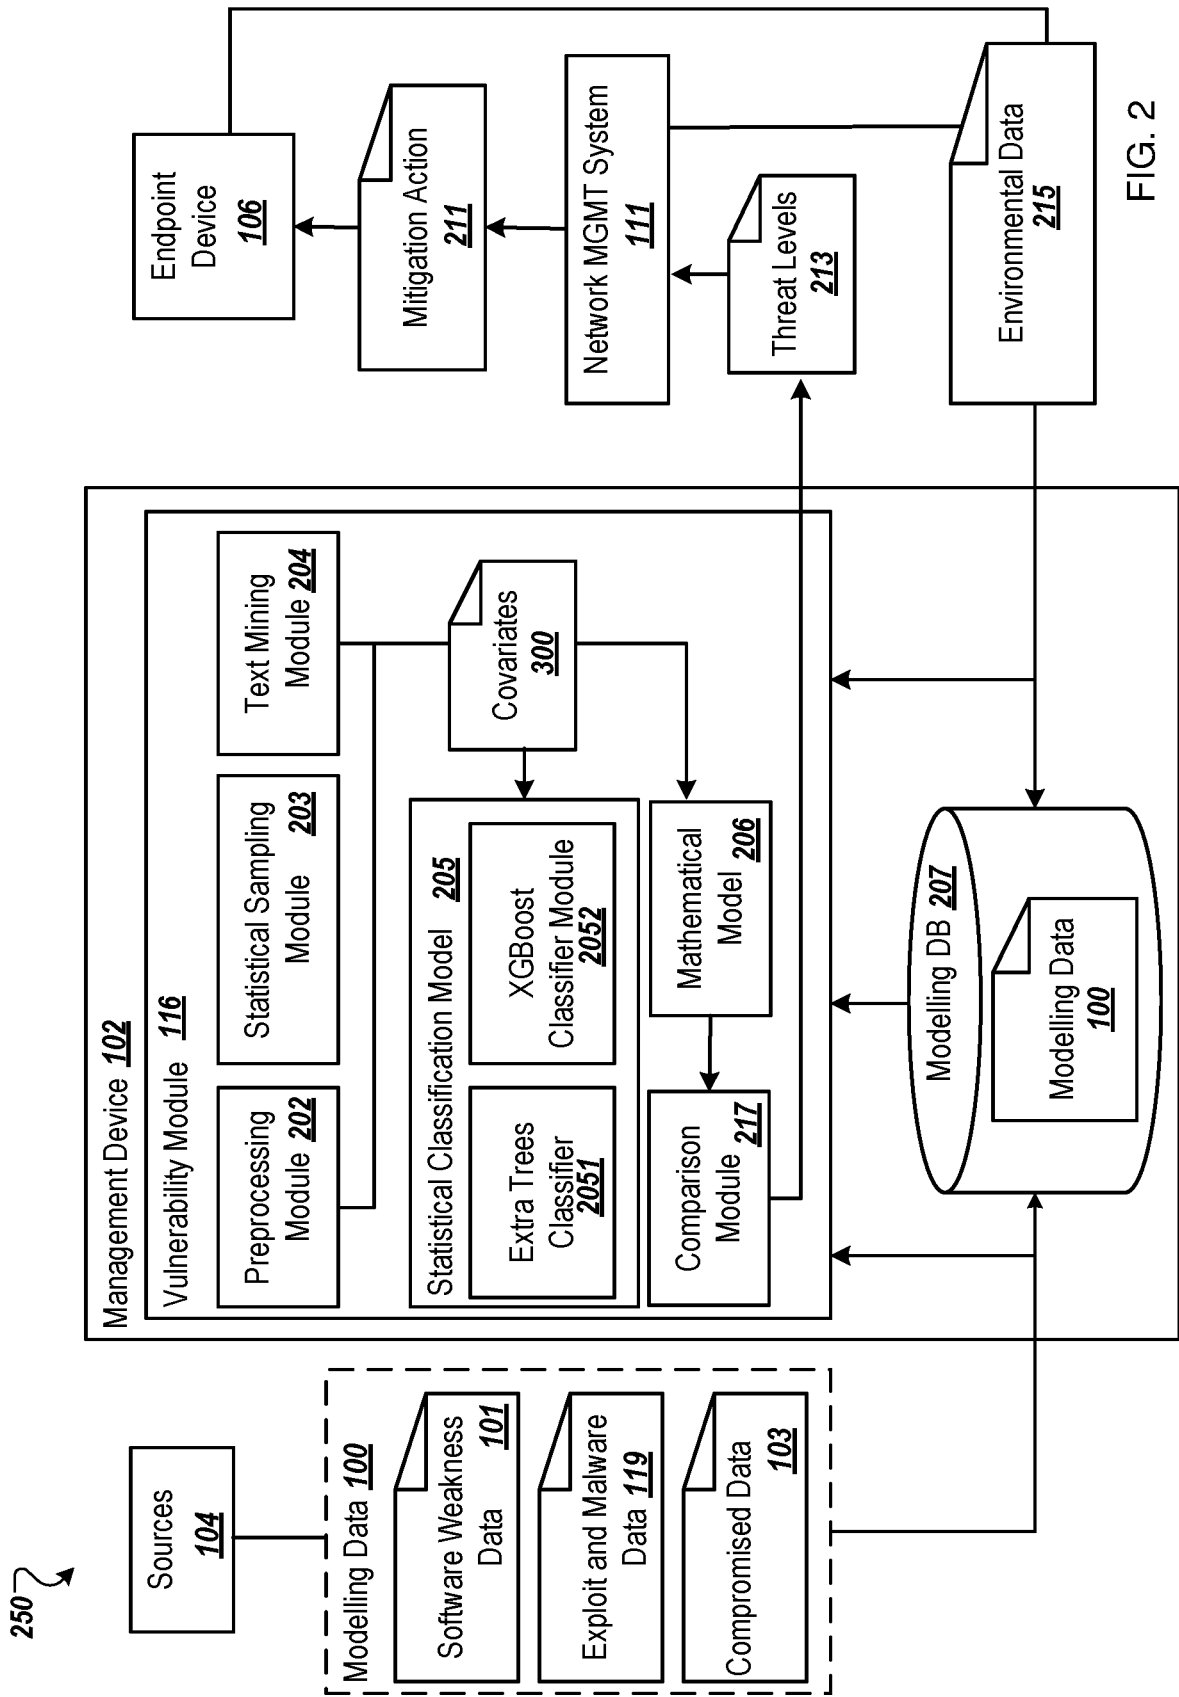 250
Sources
104
Modelling Data 100
Software Weakness
Data 101
Exploit and Malware
Data 119
Compromised Data
103
Management Device 102
Vulnerability Module 116
Preprocessing
Module 202
Statistical Sampling
Module 203
Text Mining
Module 204
Covariates
300
Statistical Classification Model 205
Extra Trees
Classifier
2051
XGBoost
Classifier Module
2052
Mathematical
Model 206
Comparison
Module 217
Modelling DB 207
Modelling Data
100
Endpoint
Device
106
Mitigation Action
211
Network MGMT System
111
Threat Levels
213
Environmental Data
215
FIG. 2